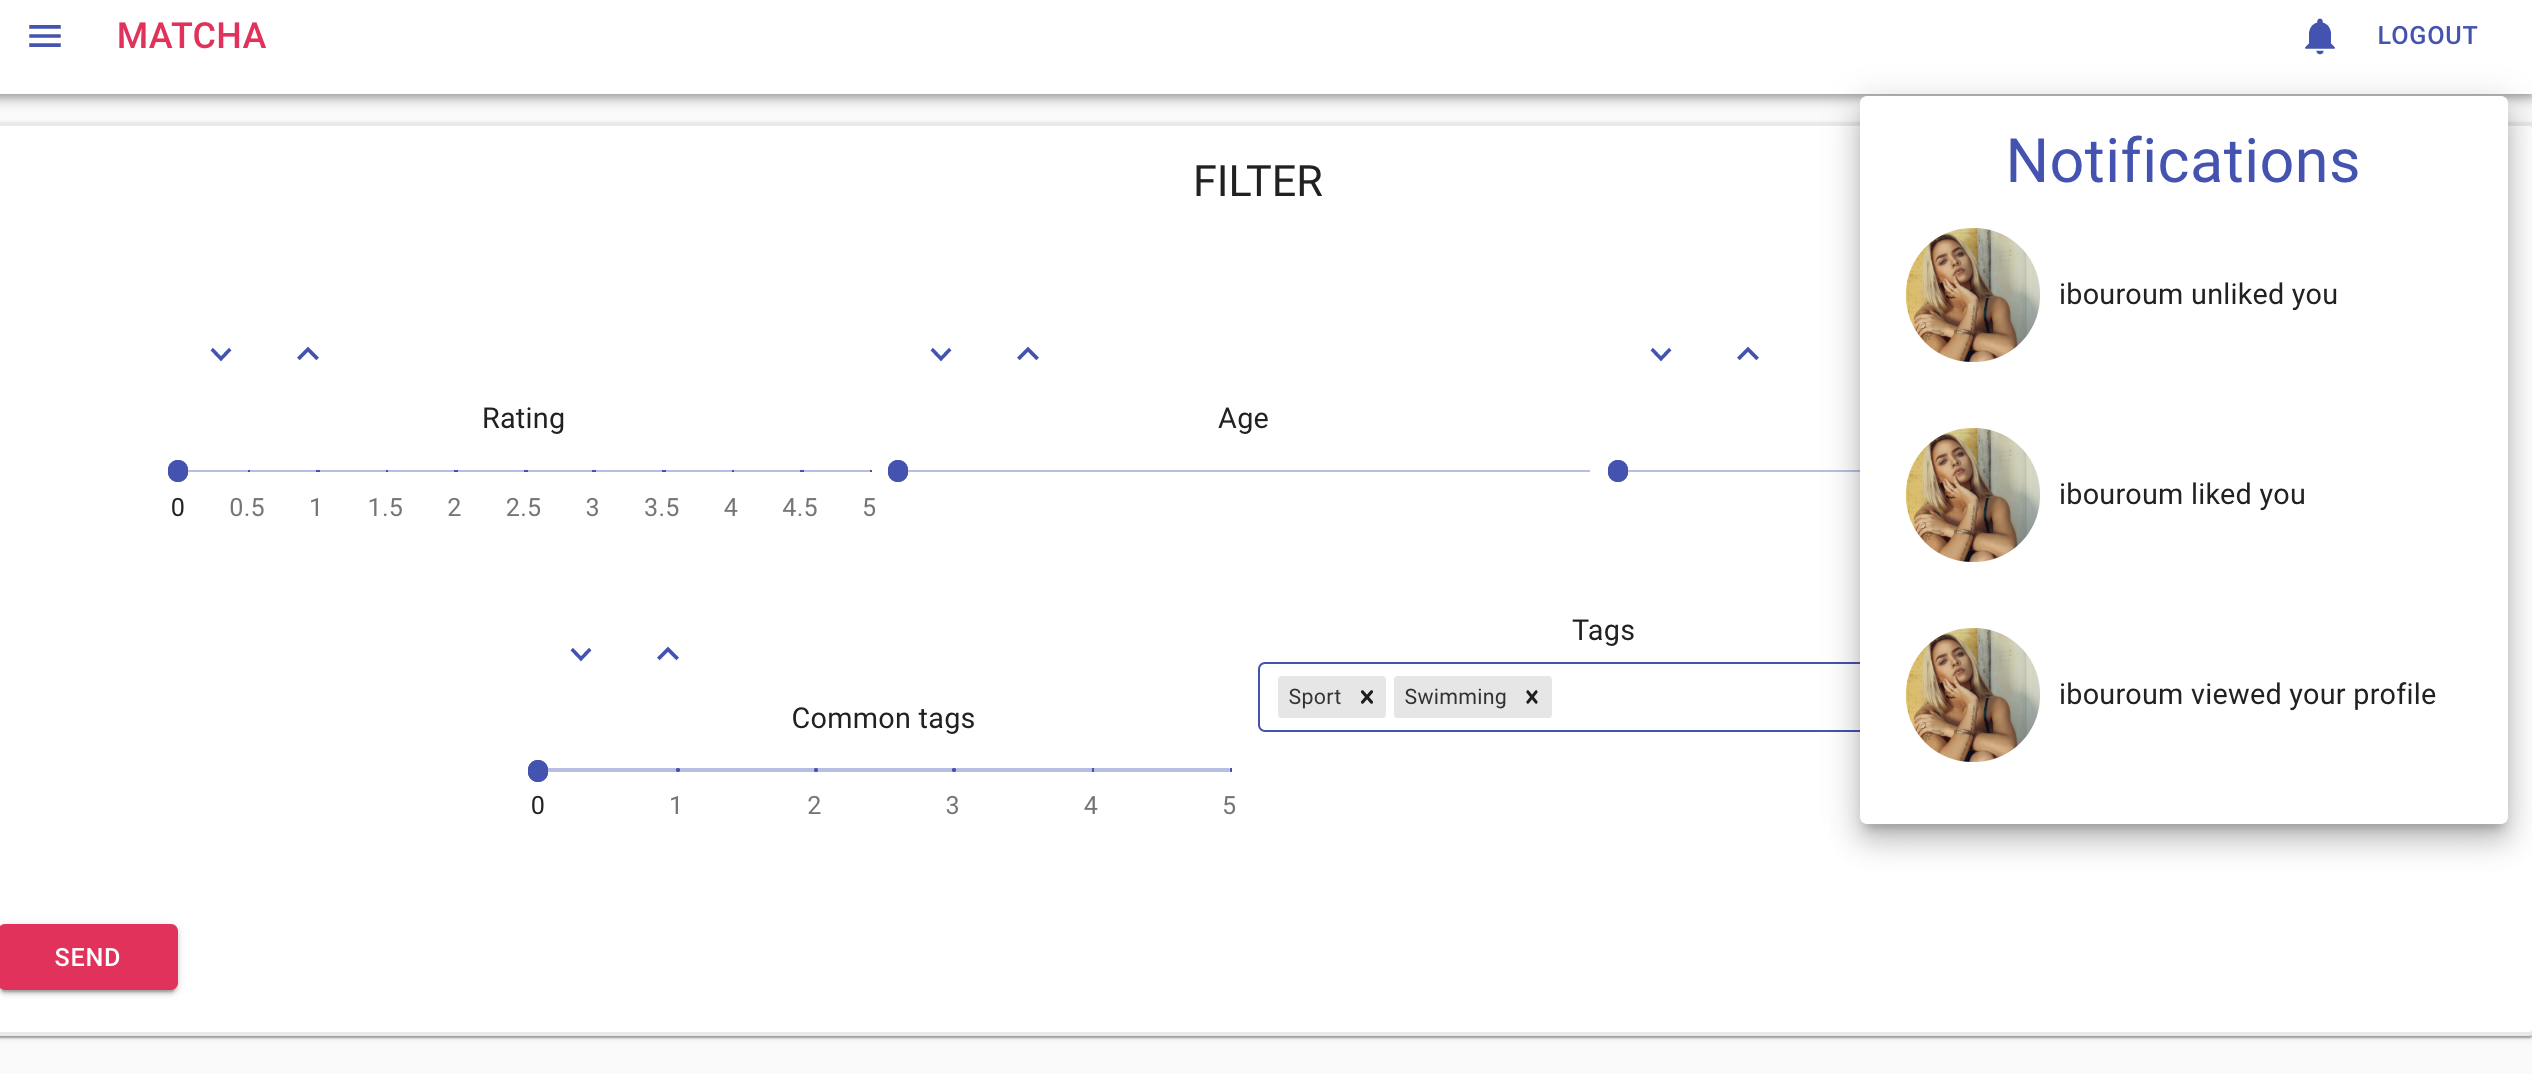 MATCHA
LOGOUT
FILTER
Notifications
ibouroum unliked you
ibouroum liked you
ibouroum viewed your profile
Rating
0 0.5 1 1.5 2 2.5 3 3.5 4 4.5 5
Age
Common tags
0 1 2 3 4 5
Tags
Sport
Swimming
SEND